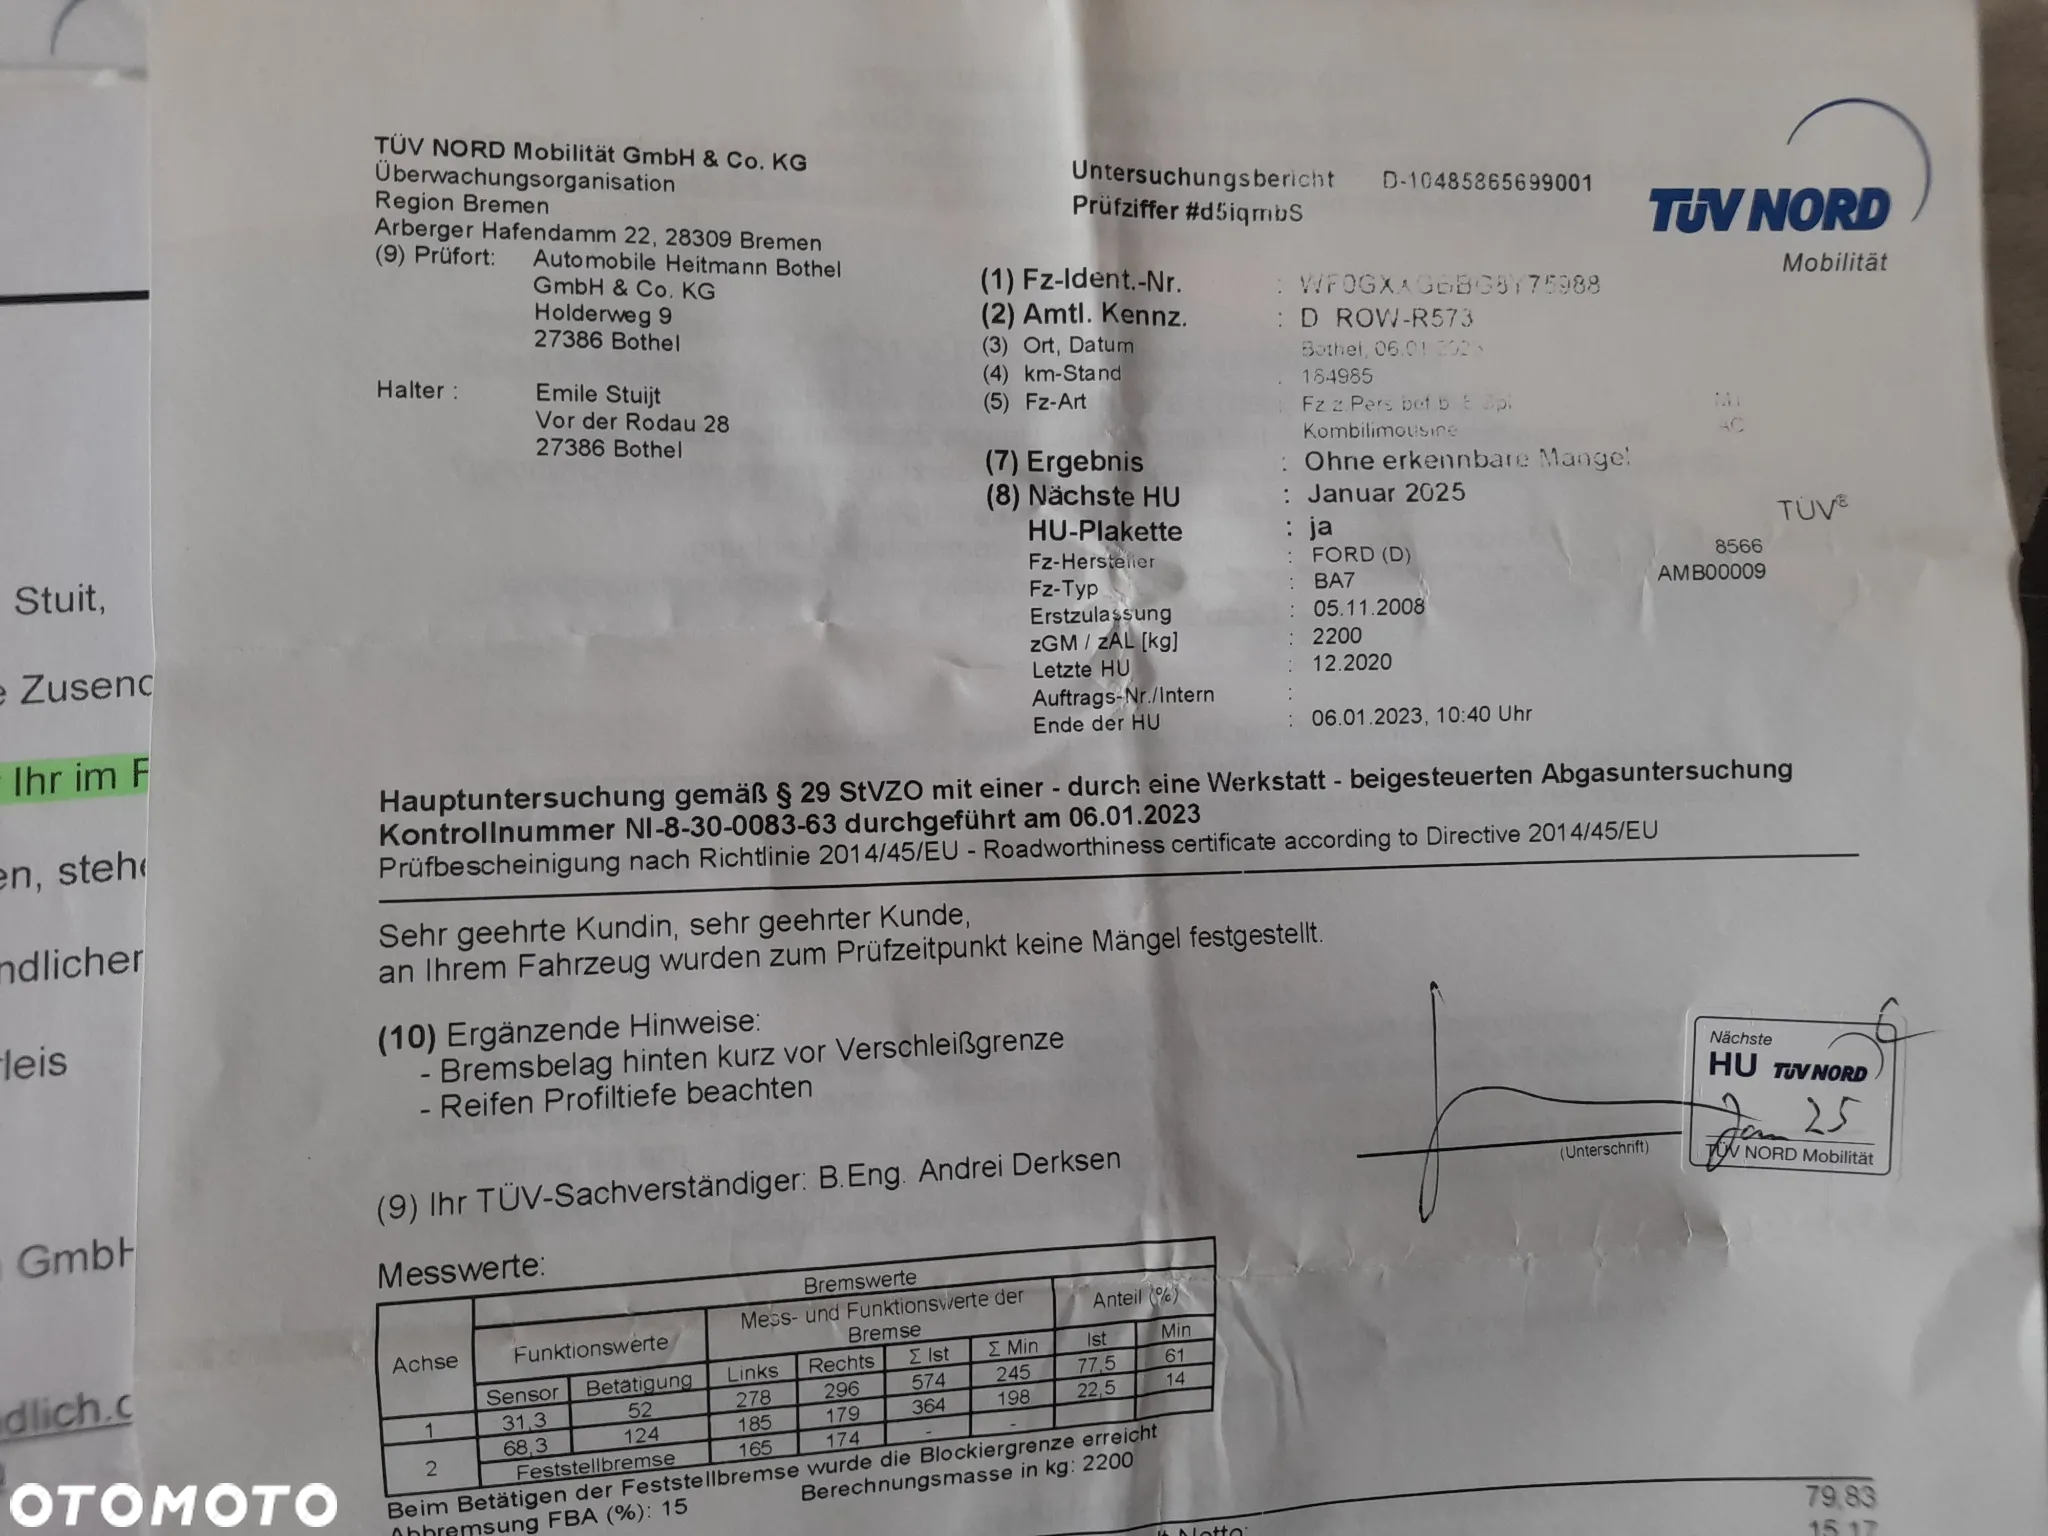 TÜV NORD Mobilität GmbH & Co. KG
Überwachungsorganisation
Region Bremen
Arberger Hafendamm 22, 28309 Bremen
(9) Prüfort: Automobile Heitmann Bothel
GmbH & Co. KG
Holderweg 9
27386 Bothel
Halter : Emile Stuijt
Vor der Rodau 28
27386 Bothel
Untersuchungsbericht D-10485865699001
Prüfziffer #d5iqmbS
TÜV NORD
Mobilität
(1) Fz-Ident.-Nr. :
(2) Amtl. Kennz. : D ROW-R573
(3) Ort, Datum Bothel, 06.01
(4) km-Stand : 164985
(5) Fz-Art : Fz z.Pers
Kombilimousine AC
(7) Ergebnis : Ohne erkennbare Mängel
(8) Nächste HU : Januar 2025
HU-Plakette : ja
Fz-Hersteller : FORD (D)
Fz-Typ : BA7
Erstzulassung : 05.11.2008
zGM / zAL [kg] : 2200
Letzte HU : 12.2020
Auftrags-Nr./Intern :
Ende der HU : 06.01.2023, 10:40 Uhr
TÜV®
8566
AMB00009
Hauptuntersuchung gemäß § 29 StVZO mit einer - durch eine Werkstatt - beigesteuerten Abgasuntersuchung
Kontrollnummer NI-8-30-0083-63 durchgeführt am 06.01.2023
Prüfbescheinigung nach Richtlinie 2014/45/EU - Roadworthiness certificate according to Directive 2014/45/EU
Sehr geehrte Kundin, sehr geehrter Kunde,
an Ihrem Fahrzeug wurden zum Prüfzeitpunkt keine Mängel festgestellt.
(10) Ergänzende Hinweise:
- Bremsbelag hinten kurz vor Verschleißgrenze
- Reifen Profiltiefe beachten
(Unterschrift)
Nächste
HU TÜV NORD
Jan 25
TÜV NORD Mobilität
(9) Ihr TÜV-Sachverständiger: B.Eng. Andrei Derksen
Messwerte:
Bremswerte
Achse Funktionswerte Mess- und Funktionswerte der Bremse Anteil (%)
Sensor Betätigung Links Rechts Σ Ist Σ Min Ist Min
1 31,3 52 278 296 574 245 77,5 61
2 68,3 124 185 179 364 198 22,5 14
Feststellbremse 165 174 - -
Beim Betätigen der Feststellbremse wurde die Blockiergrenze erreicht
Abbremsung FBA (%): 15 Berechnungsmasse in kg: 2200
79,83
15,17
Netto:
Stuit,
Zusend
Ihr im F
en, stehe
ndlicher
leis
GmbH
dlich.
OTOMOTO